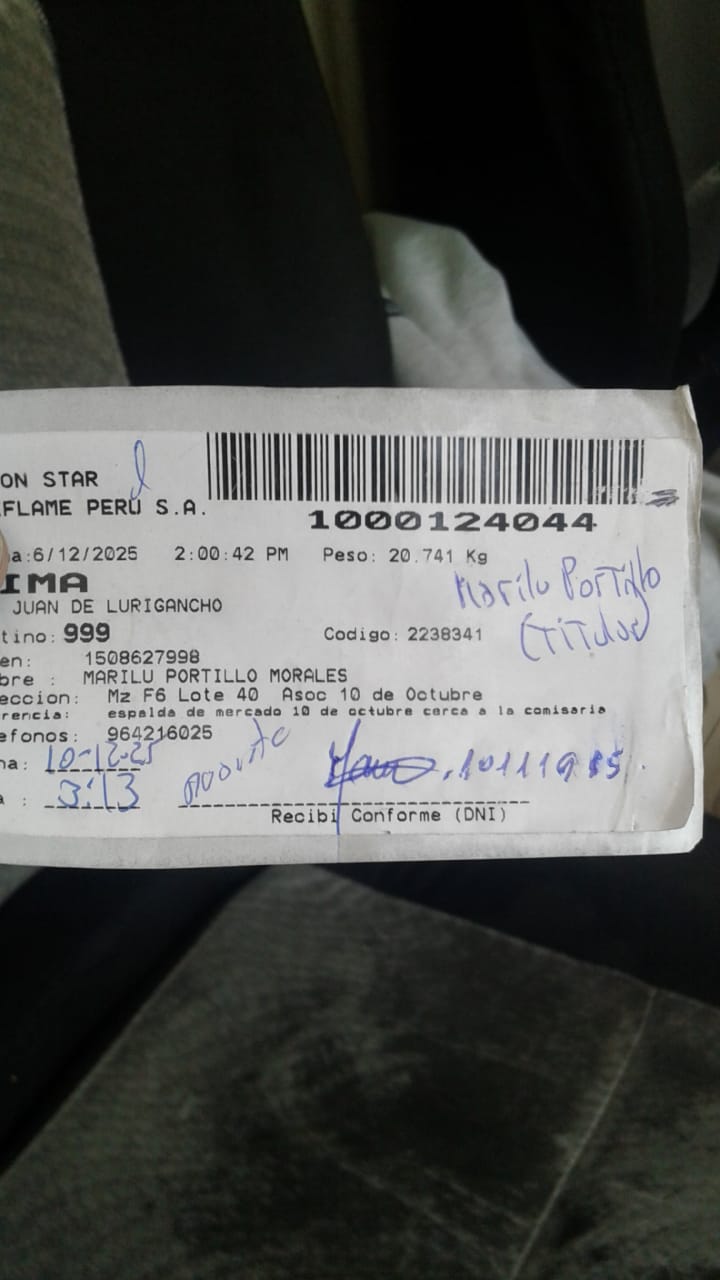 ON STAR
FLAME PERU S.A.
1000124044
a:6/12/2025 2:00:42 PM Peso: 20.741 Kg
IMA
Marilu Portillo
JUAN DE LURIGANCHO
(Titular
tino: 999 Codigo: 2238341
en: 1508627998
bre : MARILU PORTILLO MORALES
eccion: Mz F6 Lote 40 Asoc 10 de Octubre
rencia: espalda de mercado 10 de octubre cerca a la comisaria
efonos: 964216025
na: 10-12-25
a : 3:13
10111985.
Recibi Conforme (DNI)